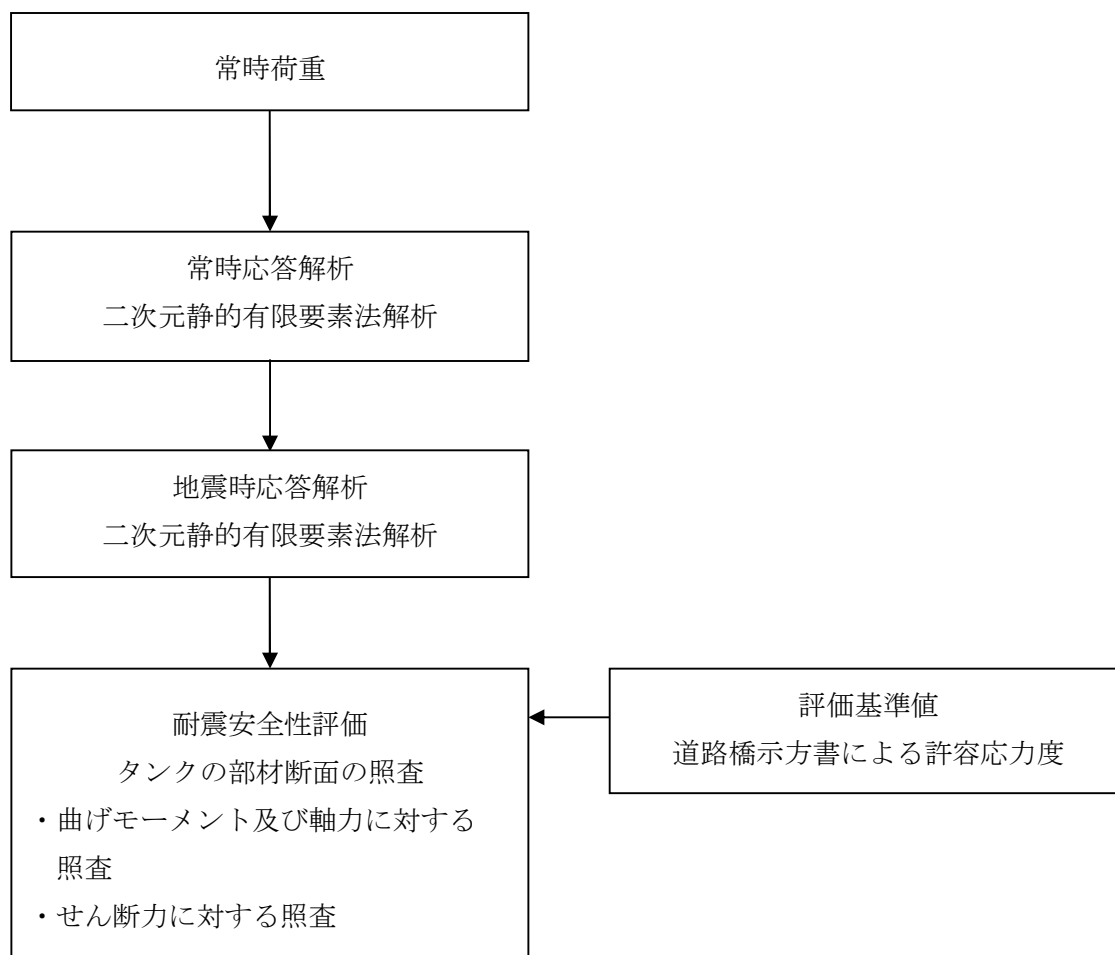 常時荷重
常時応答解析
二次元静的有限要素法解析
地震時応答解析
二次元静的有限要素法解析
耐震安全性評価
タンクの部材断面の照査
・曲げモーメント及び軸力に対する
照査
・せん断力に対する照査
評価基準値
道路橋示方書による許容応力度